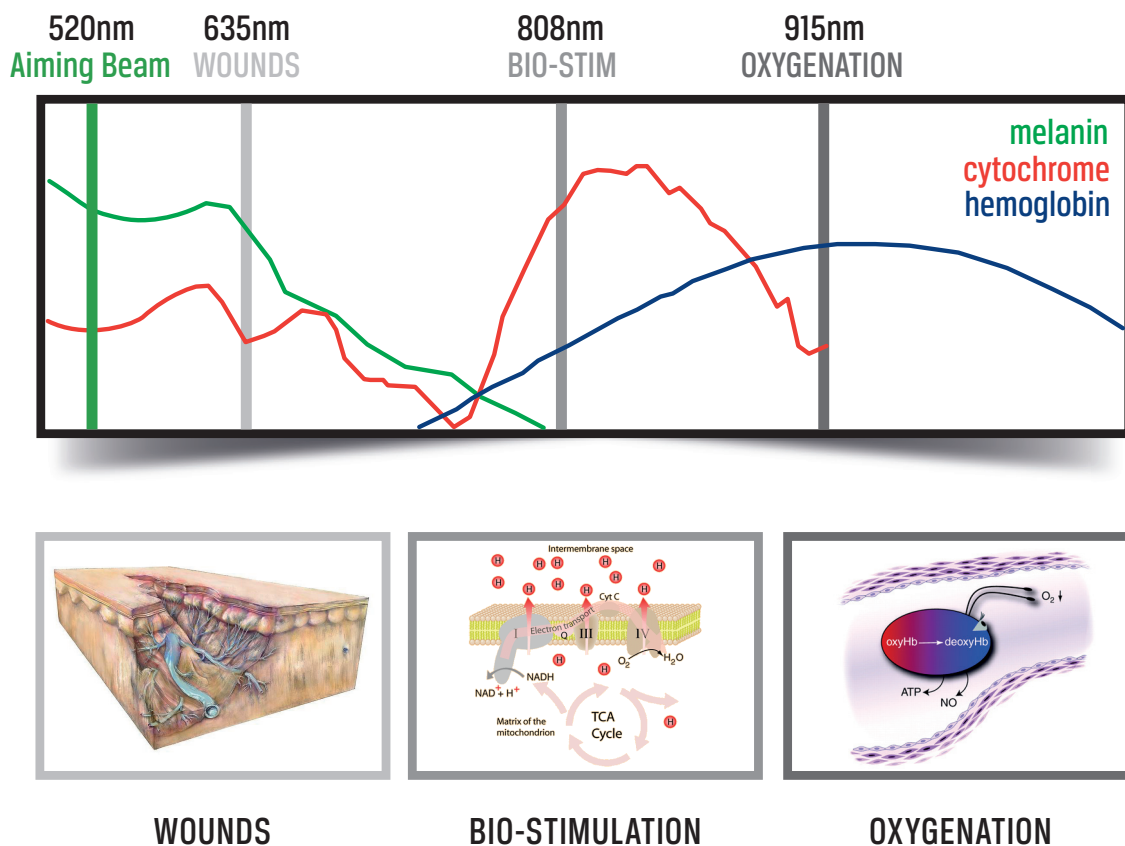 520nm
Aiming Beam
635nm
WOUNDS
808nm
BIO-STIM
915nm
OXYGENATION
melanin
cytochrome
hemoglobin
Intermembrane space
H H H H H
H H H H H H
Cyt C
Electron transport
I Q III IV
H H
O₂ H₂O
NADH
NAD⁺ + H⁺
Matrix of the
mitochondrion
TCA
Cycle
H
O₂ ↓
oxyHb → deoxyHb
ATP
NO
WOUNDS
BIO-STIMULATION
OXYGENATION